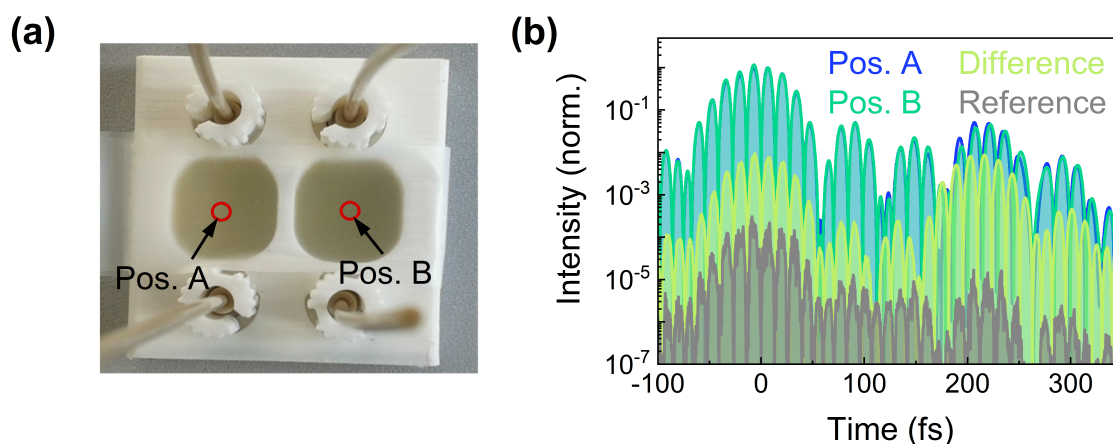 (a)
Pos. A
Pos. B
(b)
Intensity (norm.)
Pos. A Difference
Pos. B Reference
10-1
10-3
10-5
10-7
-100 0 100 200 300
Time (fs)